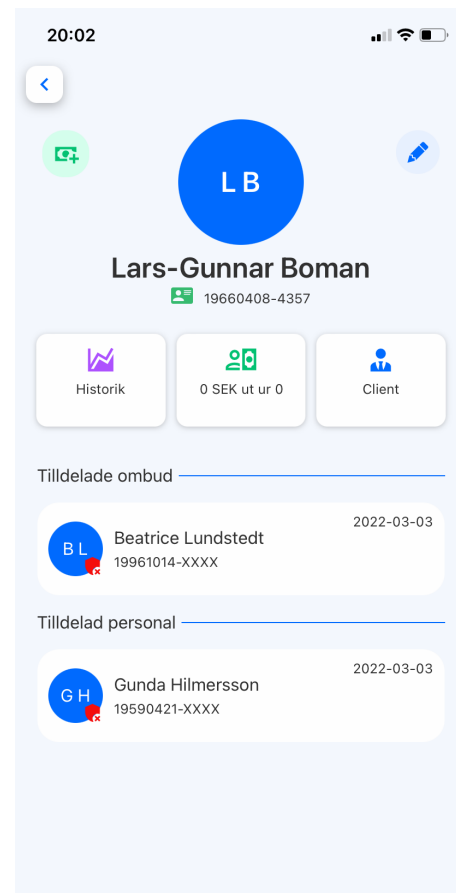 20:02
L B
Lars-Gunnar Boman
19660408-4357
Historik
0 SEK ut ur 0
Client
Tilldelade ombud
2022-03-03
B L
Beatrice Lundstedt
19961014-XXXX
Tilldelad personal
2022-03-03
G H
Gunda Hilmersson
19590421-XXXX